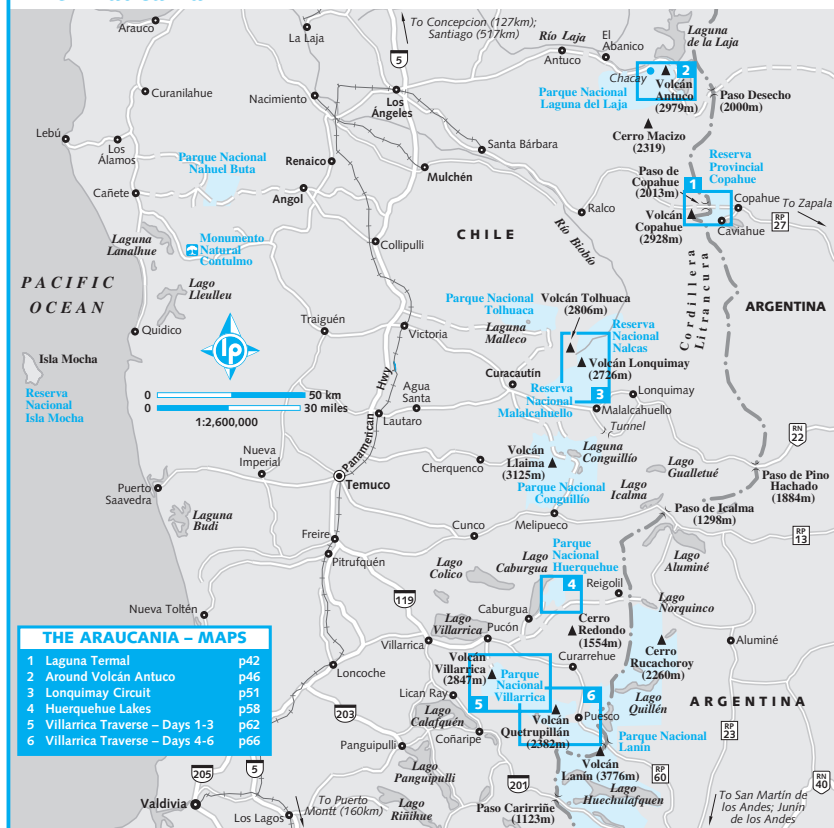 To Concepcion (127km);
Santiago (517km)
Arauco
La Laja
Río Laja
El
Abanico
Laguna
de la Laja
5
Antuco
Chacay
2
Volcán
Antuco
(2979m)
Parque Nacional
Laguna del Laja
Paso Desecho
(2000m)
Curanilahue
Nacimiento
Los
Ángeles
Cerro Macizo
(2319)
Lebú
Los
Álamos
Santa Bárbara
Parque Nacional
Nahuel Buta
Renaico
Mulchén
Reserva
Provincial
Copahue
Paso de
Copahue
(2013m)
1
Cañete
Angol
Ralco
Copahue
To Zapala
Volcán
Copahue
(2928m)
Caviahue
RP
27
Laguna
Lanalhue
Monumento
Natural
Contulmo
Collipulli
CHILE
Río Biobío
PACIFIC
OCEAN
Lago
Lleulleu
Parque Nacional
Tolhuaca
Volcán Tolhuaca
(2806m)
Cordillera
Litrancura
ARGENTINA
Quidico
lp
Traiguén
Victoria
Laguna
Malleco
Reserva
Nacional
Nalcas
Isla Mocha
Volcán Lonquimay
(2726m)
Reserva
Nacional
Isla Mocha
0 50 km
0 30 miles
1:2,600,000
Panamerican Hwy
Agua
Santa
Curacautín
Reserva
Nacional
Malalcahuello
3
Lonquimay
Malalcahuello
Lautaro
Tunnel
RN
22
Nueva
Imperial
Cherquenco
Volcán
Llaima
(3125m)
Laguna
Conguillío
Lago
Gualletué
Temuco
Paso de Pino
Hachado
(1884m)
Puerto
Saavedra
Laguna
Budi
Parque Nacional
Conguillío
Lago
Icalma
Paso de Icalma
(1298m)
Freire
Cunco
Melipeuco
RP
13
Pitrufquén
Parque
Nacional
Huerquehue
Lago
Caburgua
Lago
Colico
4
Reigolil
Lago
Aluminé
Nueva Toltén
119
Lago
Villarrica
Caburgua
Lago
Norquinco
Pucón
Cerro
Redondo
(1554m)
Villarrica
Cerro
Rucachoroy
(2260m)
Aluminé
THE ARAUCANIA – MAPS
1 Laguna Termal p42
2 Around Volcán Antuco p46
3 Lonquimay Circuit p51
4 Huerquehue Lakes p58
5 Villarrica Traverse – Days 1-3 p62
6 Villarrica Traverse – Days 4-6 p66
Loncoche
Volcán
Villarrica
(2847m)
Parque
Nacional
Villarrica
Curarrehue
Lican Ray
5
6
Lago
Quillén
ARGENTINA
203
Lago
Calafquén
Coñaripe
Volcán
Quetrupillán
(2382m)
Puesco
Parque Nacional
Lanín
RP
23
Panguipulli
Lago
Panguipulli
Volcán
Lanín (3776m)
RP
60
205
5
201
Lago
Huechulafquen
RN
40
Valdivia
Los Lagos
To Puerto
Montt (160km)
Lago
Riñihue
Paso Carirriñe
(1123m)
To San Martín de
los Andes; Junín
de los Andes